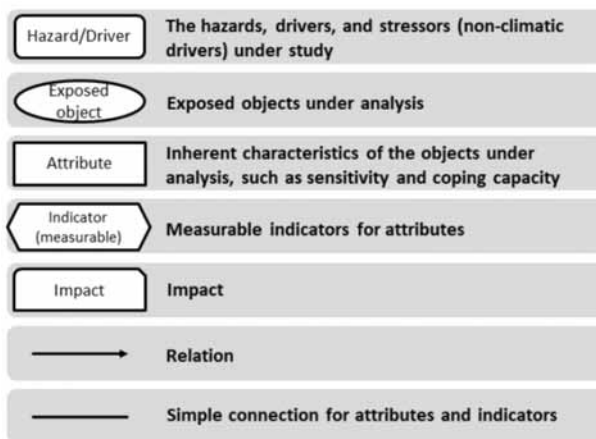 Hazard/Driver
The hazards, drivers, and stressors (non-climatic
drivers) under study
Exposed
object
Exposed objects under analysis
Attribute
Inherent characteristics of the objects under
analysis, such as sensitivity and coping capacity
Indicator
(measurable)
Measurable indicators for attributes
Impact
Impact
Relation
Simple connection for attributes and indicators